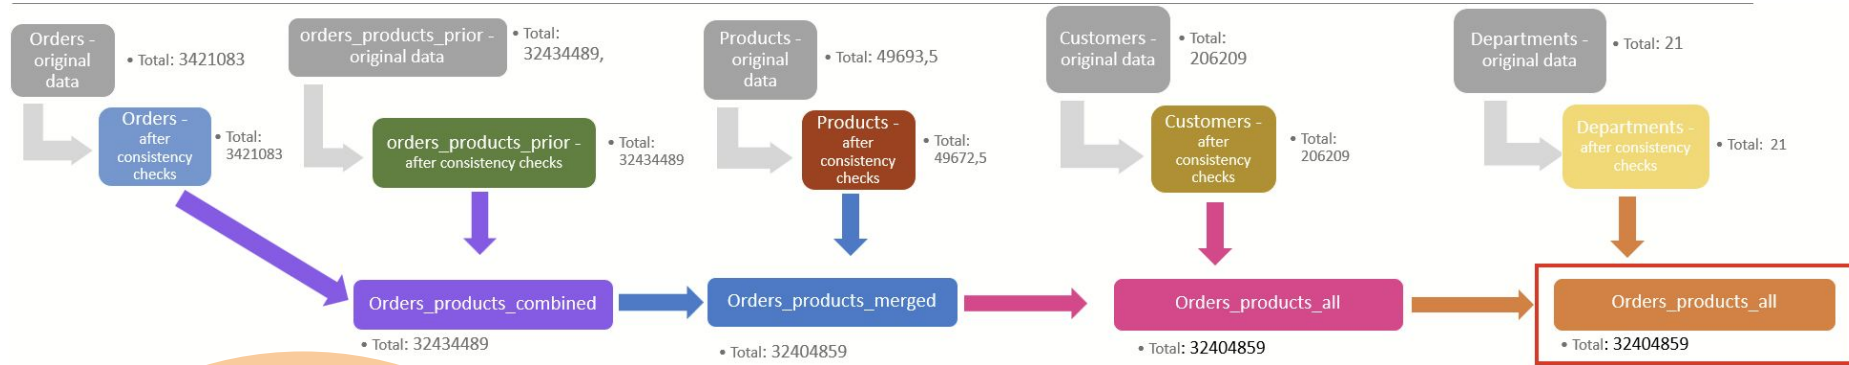 Orders -
original
data
• Total: 3421083
orders_products_prior -
original data
• Total:
32434489,
Products -
original
data
• Total: 49693,5
Customers -
original data
• Total:
206209
Departments -
original data
• Total: 21
Orders -
after
consistency
checks
• Total:
3421083
orders_products_prior -
after consistency checks
• Total:
32434489
Products -
after
consistency
checks
• Total:
49672,5
Customers -
after
consistency
checks
• Total:
206209
Departments -
after consistency
checks
• Total: 21
Orders_products_combined
• Total: 32434489
Orders_products_merged
• Total: 32404859
Orders_products_all
• Total: 32404859
Orders_products_all
• Total: 32404859